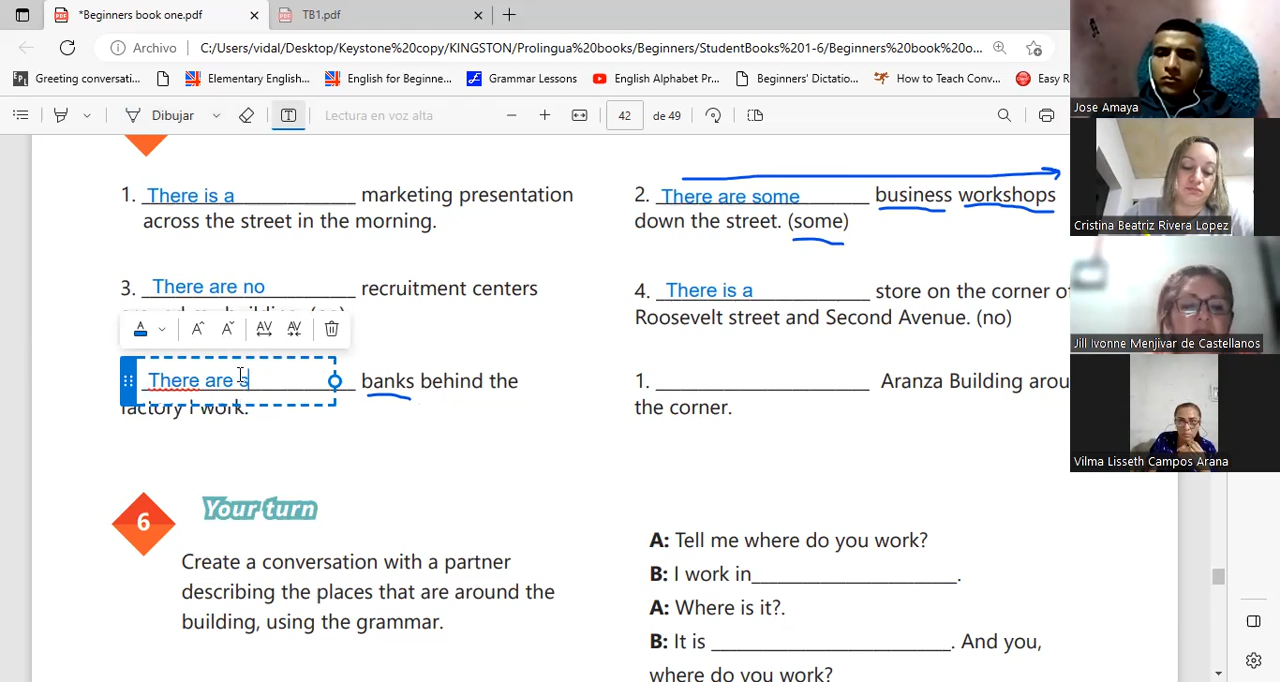 *Beginners book one.pdf
TB1.pdf
Archivo
C:/Users/vidal/Desktop/Keystone%20copy/KINGSTON/Prolingua%20books/Beginners/StudentBooks%201-6/Beginners%20book%20o...
Greeting conversati...
Elementary English...
English for Beginne...
Grammar Lessons
English Alphabet Pr...
Beginners' Dictatio...
How to Teach Conv...
Easy R
Dibujar
Lectura en voz alta
42
de 49
1. There is a marketing presentation
across the street in the morning.
2. There are some business workshops
down the street. (some)
3. There are no recruitment centers
4. There is a store on the corner of
Roosevelt street and Second Avenue. (no)
There are s banks behind the
factory I work.
1. ____________________ Aranza Building arou
the corner.
6
Your turn
Create a conversation with a partner
describing the places that are around the
building, using the grammar.
A: Tell me where do you work?
B: I work in____________________.
A: Where is it?.
B: It is ______________________. And you,
where do you work?
Jose Amaya
Cristina Beatriz Rivera Lopez
Jill Ivonne Menjivar de Castellanos
Vilma Lisseth Campos Arana